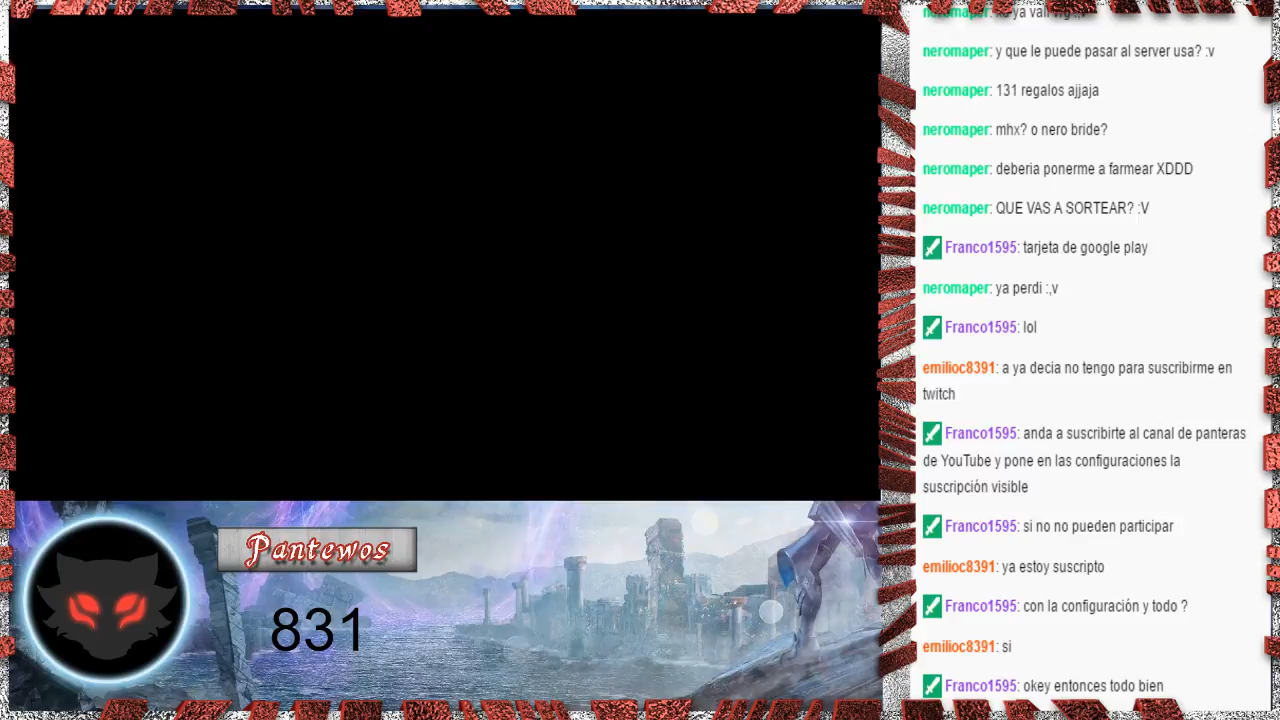 neromaper: ya van
neromaper: y que le puede pasar al server usa? :v
neromaper: 131 regalos ajjaja
neromaper: mhx? o nero bride?
neromaper: deberia ponerme a farmear XDDD
neromaper: QUE VAS A SORTEAR? :V
Franco1595: tarjeta de google play
neromaper: ya perdi :,v
Franco1595: lol
emilioc8391: a ya decia no tengo para suscribirme en
twitch
Franco1595: anda a suscribirte al canal de panteras
de YouTube y pone en las configuraciones la
suscripción visible
Franco1595: si no no pueden participar
emilioc8391: ya estoy suscripto
Franco1595: con la configuración y todo ?
emilioc8391: si
Franco1595: okey entonces todo bien
Pantewos
831